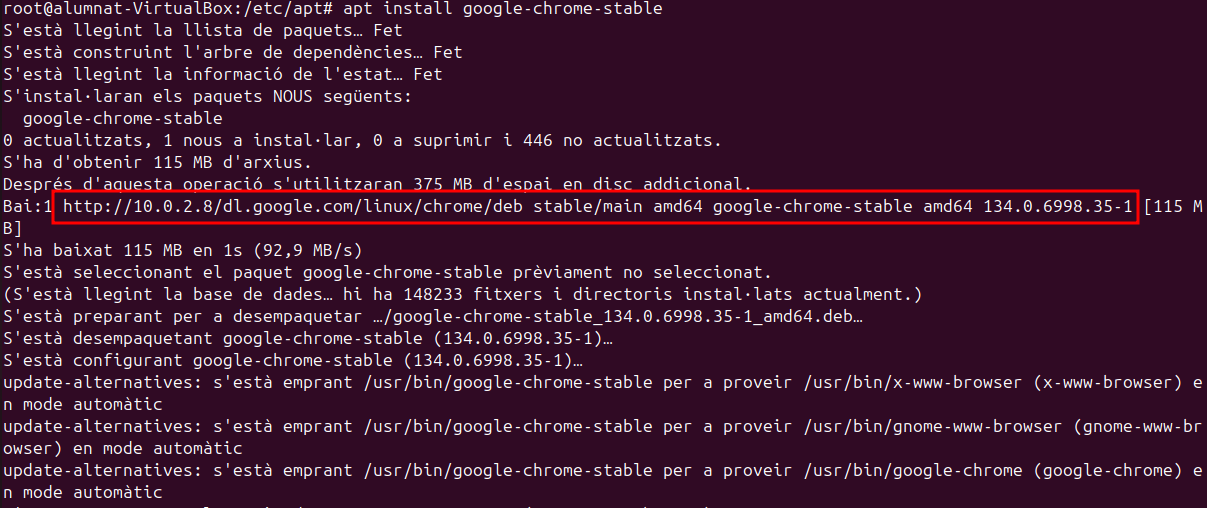 root@alumnat-VirtualBox:/etc/apt# apt install google-chrome-stable
S'està llegint la llista de paquets… Fet
S'està construint l'arbre de dependències… Fet
S'està llegint la informació de l'estat… Fet
S'instal·laran els paquets NOUS següents:
  google-chrome-stable
0 actualitzats, 1 nous a instal·lar, 0 a suprimir i 446 no actualitzats.
S'ha d'obtenir 115 MB d'arxius.
Després d'aquesta operació s'utilitzaran 375 MB d'espai en disc addicional.
Bai:1 http://10.0.2.8/dl.google.com/linux/chrome/deb stable/main amd64 google-chrome-stable amd64 134.0.6998.35-1 [115 M
B]
S'ha baixat 115 MB en 1s (92,9 MB/s)
S'està seleccionant el paquet google-chrome-stable prèviament no seleccionat.
(S'està llegint la base de dades… hi ha 148233 fitxers i directoris instal·lats actualment.)
S'està preparant per a desempaquetar …/google-chrome-stable_134.0.6998.35-1_amd64.deb…
S'està desempaquetant google-chrome-stable (134.0.6998.35-1)…
S'està configurant google-chrome-stable (134.0.6998.35-1)…
update-alternatives: s'està emprant /usr/bin/google-chrome-stable per a proveir /usr/bin/x-www-browser (x-www-browser) e
n mode automàtic
update-alternatives: s'està emprant /usr/bin/google-chrome-stable per a proveir /usr/bin/gnome-www-browser (gnome-www-br
owser) en mode automàtic
update-alternatives: s'està emprant /usr/bin/google-chrome-stable per a proveir /usr/bin/google-chrome (google-chrome) e
n mode automàtic